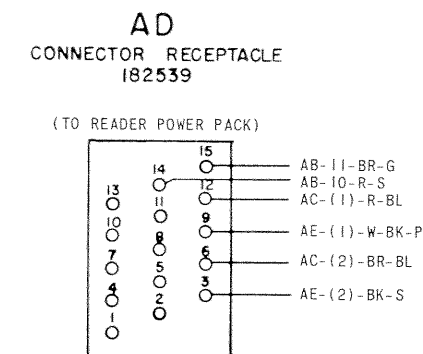 AD
CONNECTOR RECEPTACLE
182539
(TO READER POWER PACK)
15 AB-11-BR-G
14 AB-10-R-S
13 12 AC-(1)-R-BL
11
10 9 AE-(1)-W-BK-P
8
7 6 AC-(2)-BR-BL
5
4 3 AE-(2)-BK-S
2
1